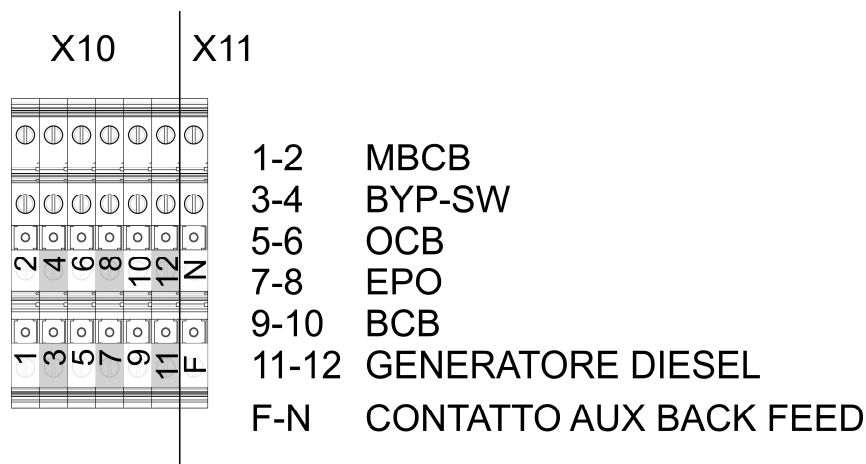 X10 X11
1-2 MBCB
3-4 BYP-SW
5-6 OCB
7-8 EPO
9-10 BCB
11-12 GENERATORE DIESEL
F-N CONTATTO AUX BACK FEED
2 4 6 8 10 12 N
1 3 5 7 9 11 F